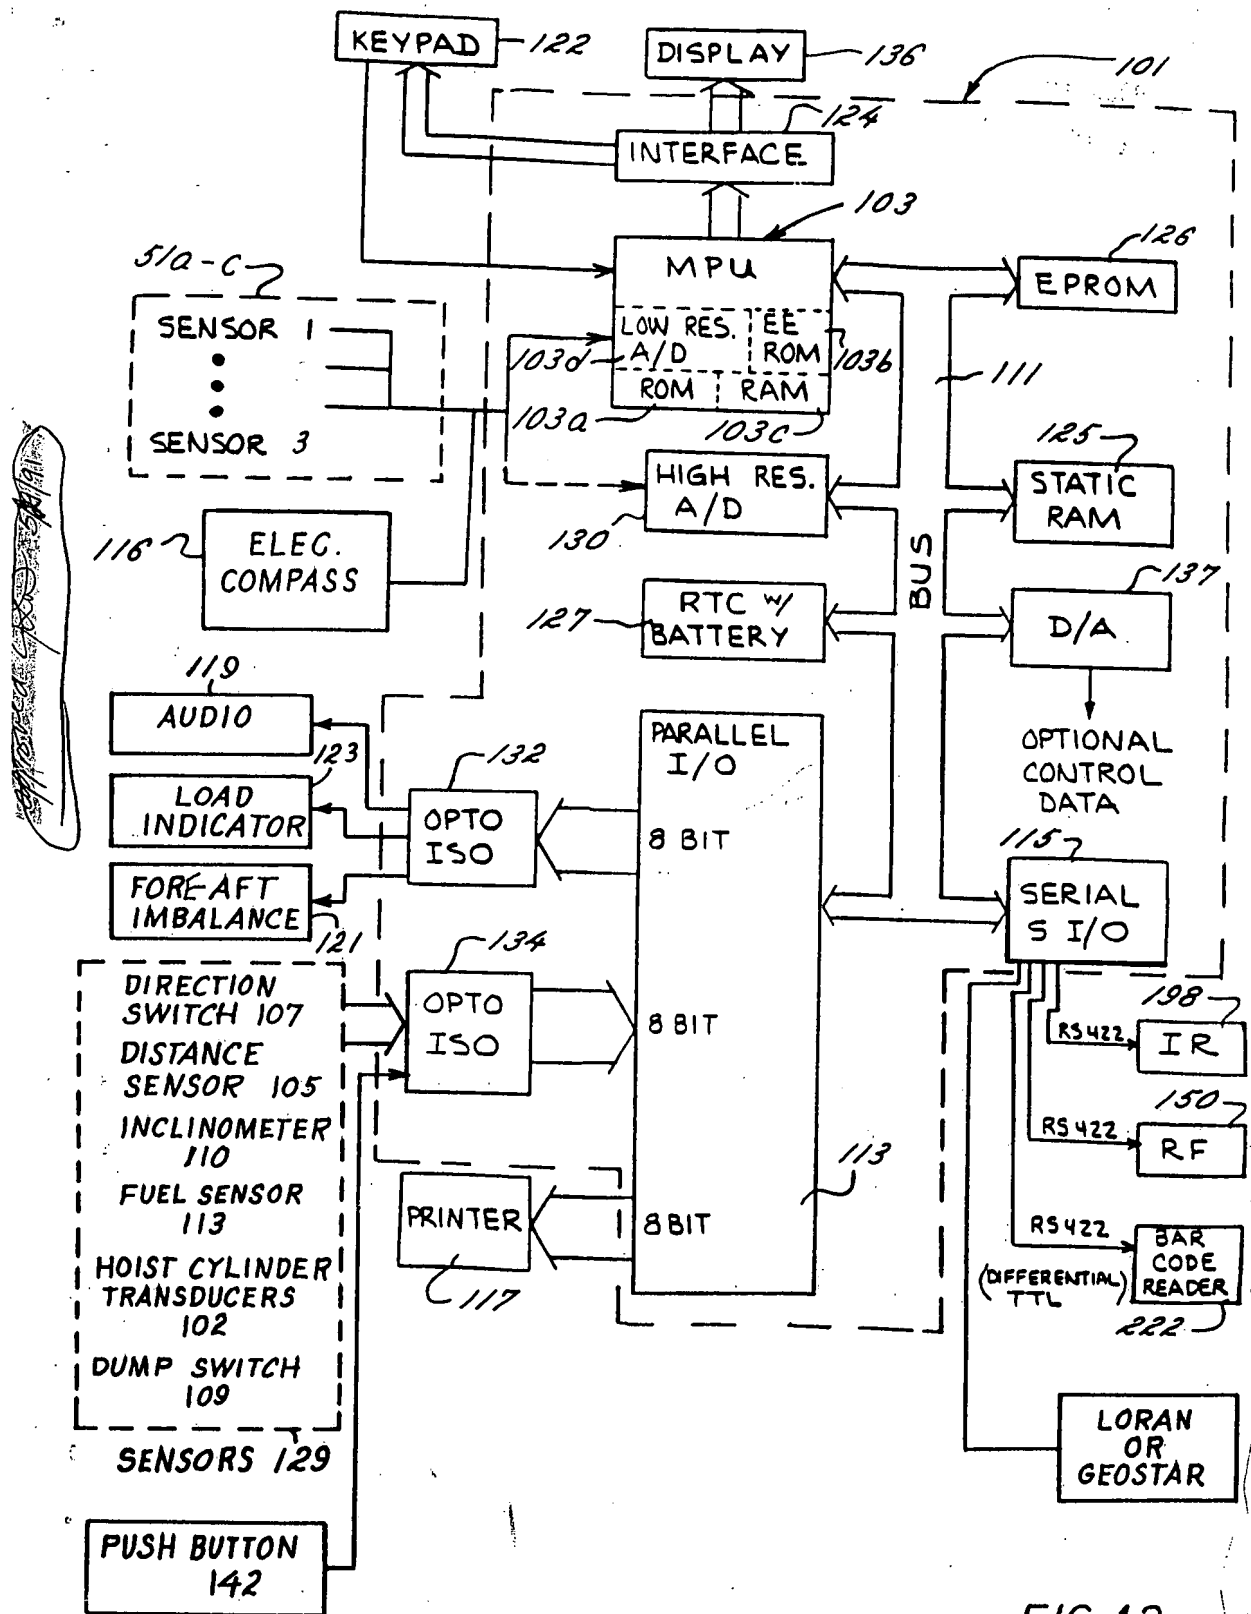 KEYPAD
122
DISPLAY
136
101
124
INTERFACE
103
MPU
126
EPROM
51a-c
SENSOR 1
SENSOR 3
LOW RES.
A/D
103d
EE
ROM
103b
ROM
RAM
103a
103c
111
BUS
125
STATIC
RAM
HIGH RES.
A/D
130
116
ELEC.
COMPASS
RTC W/
BATTERY
127
137
D/A
OPTIONAL
CONTROL
DATA
119
AUDIO
123
LOAD
INDICATOR
FORE-AFT
IMBALANCE
121
132
OPTO
ISO
PARALLEL
I/O
8 BIT
115
SERIAL
S I/O
134
OPTO
ISO
8 BIT
DIRECTION
SWITCH 107
DISTANCE
SENSOR 105
INCLINOMETER
110
FUEL SENSOR
113
HOIST CYLINDER
TRANSDUCERS
102
DUMP SWITCH
109
SENSORS 129
PRINTER
117
8 BIT
113
198
RS422
IR
150
RS422
RF
RS422
(DIFFERENTIAL)
TTL
BAR
CODE
READER
222
LORAN
OR
GEOSTAR
PUSH BUTTON
142